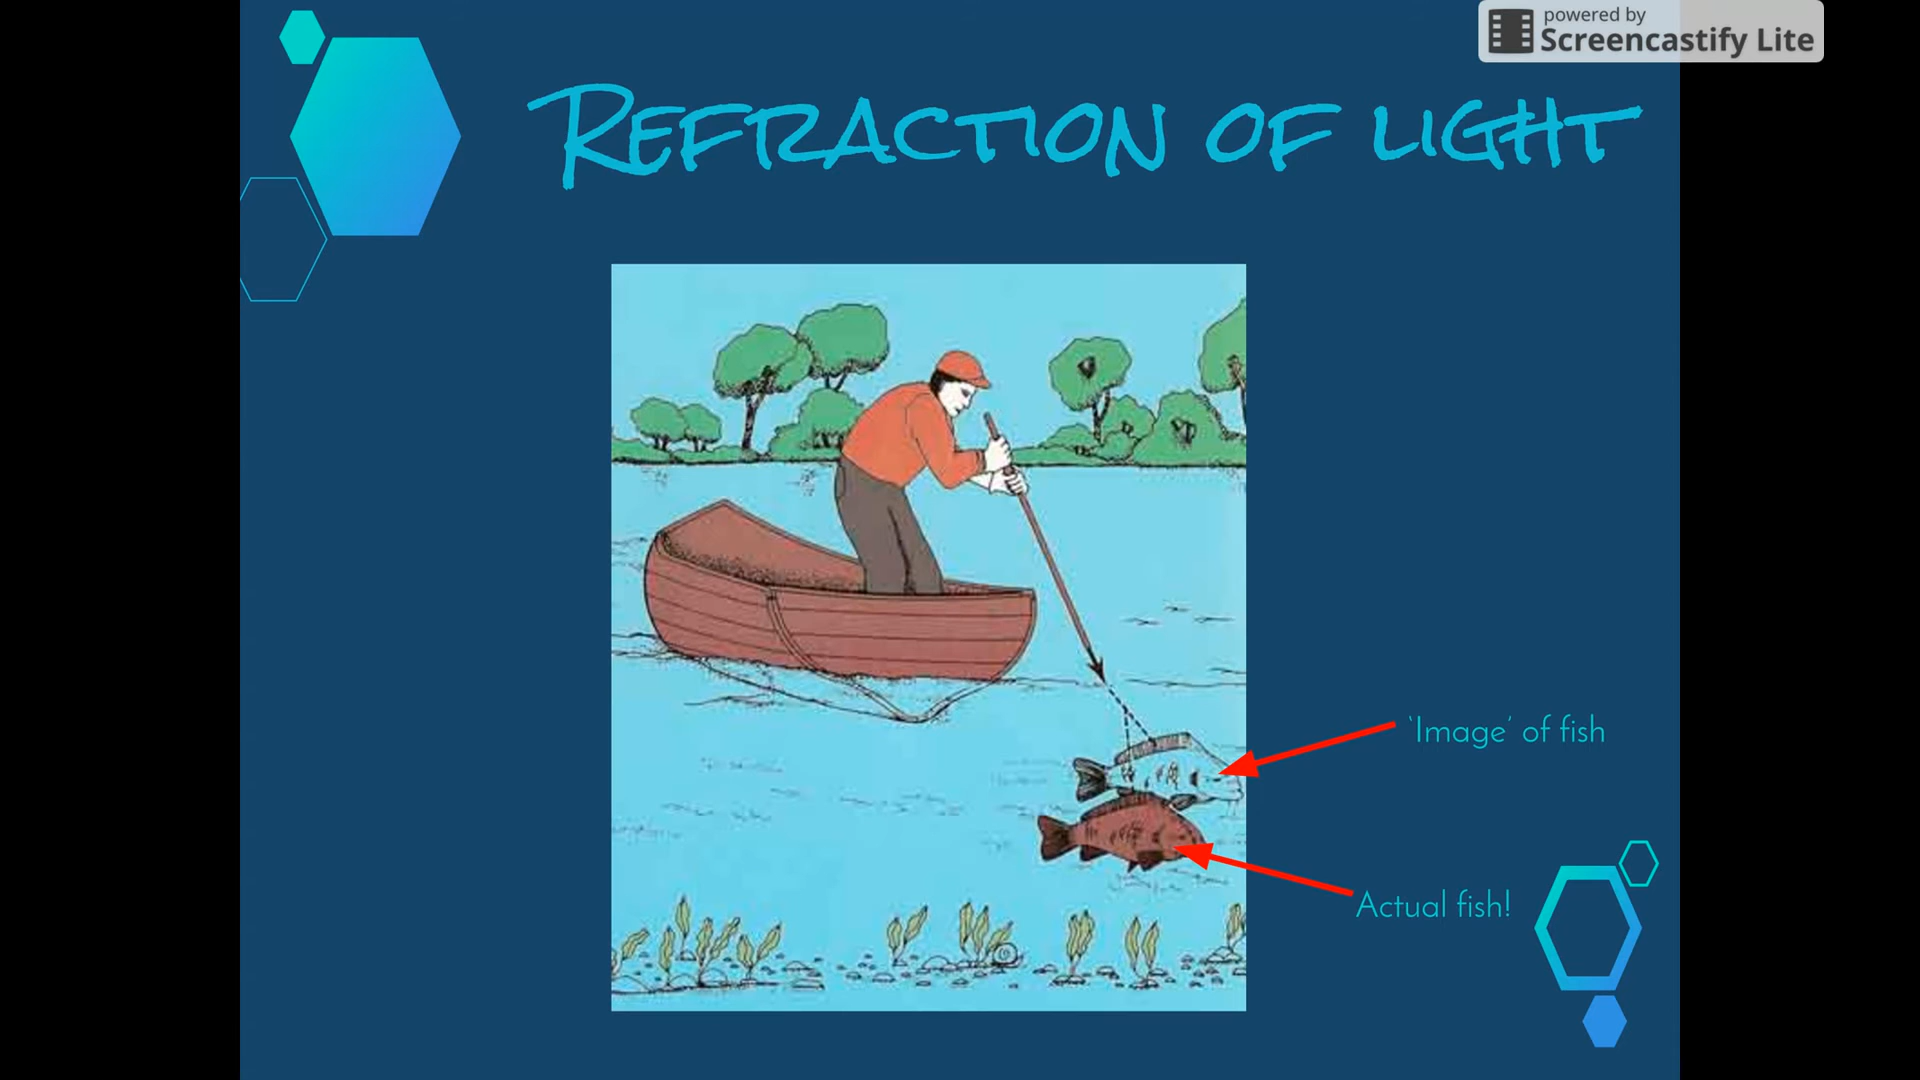 powered by
Screencastify Lite
REFRACTION OF LIGHT
'Image' of fish
Actual fish!